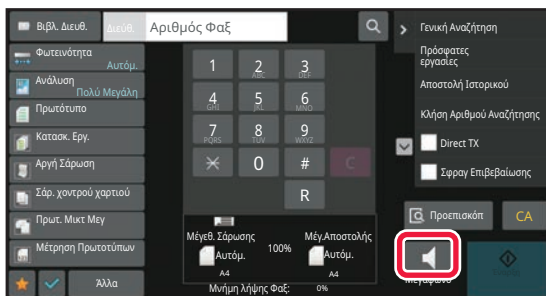 Βιβλ. Διευθ.
Διεύθ.
Αριθμός Φαξ
Γενική Αναζήτηση
Φωτεινότητα
Αυτόμ.
Πρόσφατες
εργασίες
Ανάλυση
Πολύ Μεγάλη
Αποστολή Ιστορικού
Πρωτότυπο
Κλήση Αριθμού Αναζήτησης
Κατασκ. Εργ.
Direct TX
Αργή Σάρωση
Σφραγ Επιβεβαίωσης
Σάρ. χοντρού χαρτιού
Πρωτ. Μικτ Μεγ
Μέτρηση Πρωτοτύπων
Άλλα
1 2 ABC 3 DEF
4 GHI 5 JKL 6 MNO
7 PQRS 8 TUV 9 WXYZ
0 # C
R
Μέγεθ. Σάρωσης
Αυτόμ.
A4
100%
Μέγ.Αποστολής
Αυτόμ.
A4
Μνήμη λήψης Φαξ: 0%
Προεπισκόπ
CA
Μεγάφωνο